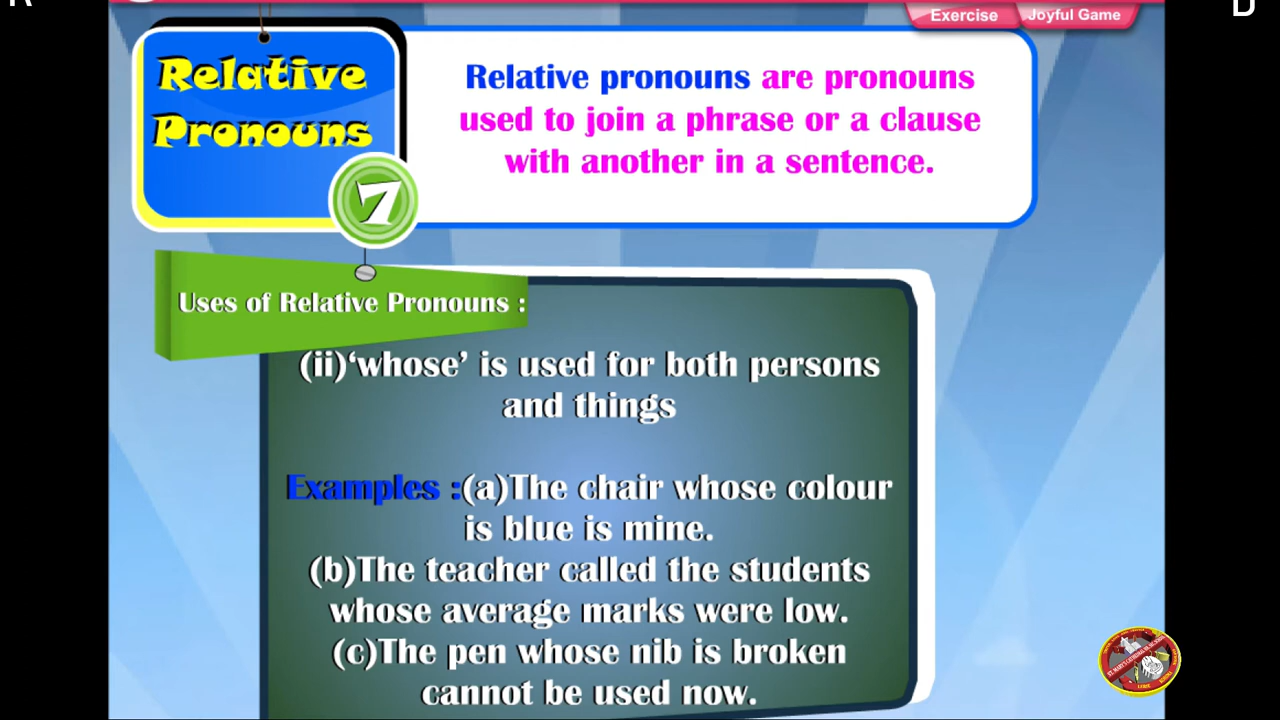 Exercise
Joyful Game
Relative
Pronouns
7
Relative pronouns are pronouns
used to join a phrase or a clause
with another in a sentence.
Uses of Relative Pronouns :
(ii)‘whose’ is used for both persons
and things
Examples :(a)The chair whose colour
is blue is mine.
(b)The teacher called the students
whose average marks were low.
(c)The pen whose nib is broken
cannot be used now.